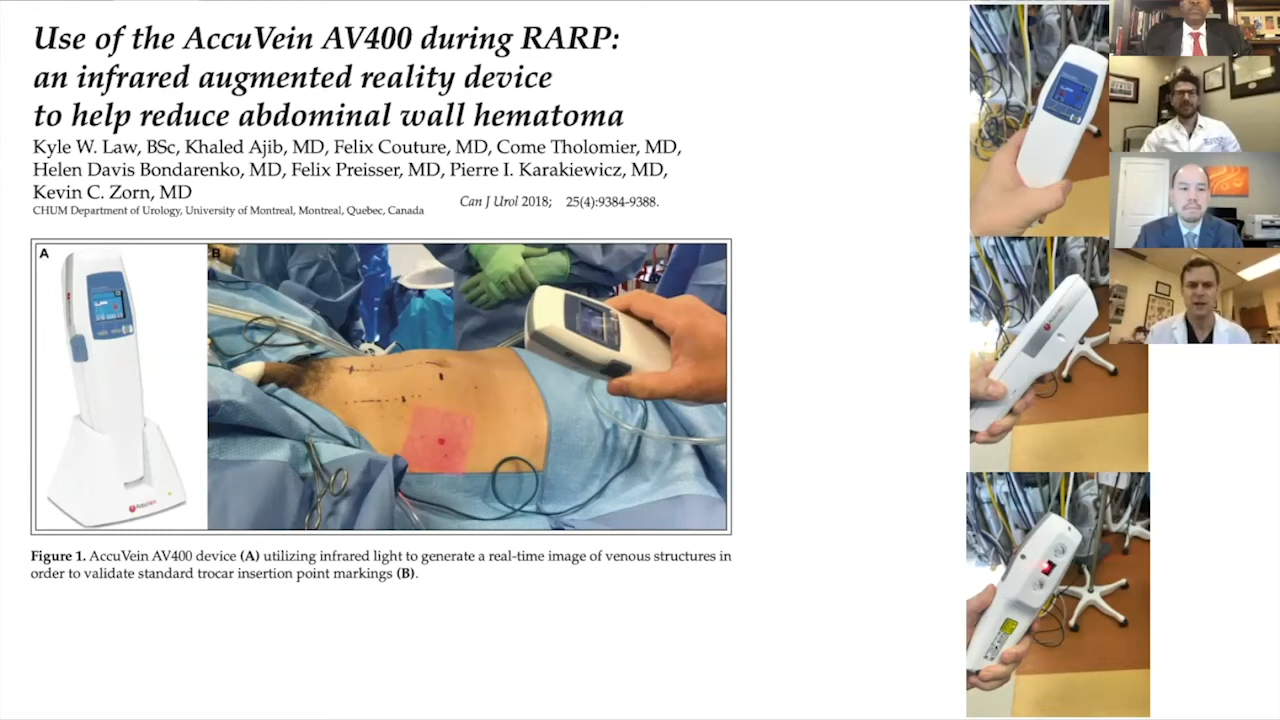 Use of the AccuVein AV400 during RARP:
an infrared augmented reality device
to help reduce abdominal wall hematoma
Kyle W. Law, BSc, Khaled Ajib, MD, Felix Couture, MD, Come Tholomier, MD,
Helen Davis Bondarenko, MD, Felix Preisser, MD, Pierre I. Karakiewicz, MD,
Kevin C. Zorn, MD
CHUM Department of Urology, University of Montreal, Montreal, Quebec, Canada
Can J Urol 2018; 25(4):9384-9388.
A
B
AccuVein
Figure 1. AccuVein AV400 device (A) utilizing infrared light to generate a real-time image of venous structures in
order to validate standard trocar insertion point markings (B).